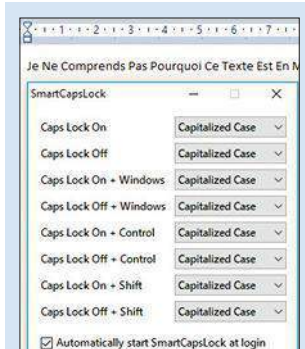 1 2 3 4 5 6 7
Je Ne Comprends Pas Pourquoi Ce Texte Est En M
SmartCapsLock
Caps Lock On Capitalized Case
Caps Lock Off Capitalized Case
Caps Lock On + Windows Capitalized Case
Caps Lock Off + Windows Capitalized Case
Caps Lock On + Control Capitalized Case
Caps Lock Off + Control Capitalized Case
Caps Lock On + Shift Capitalized Case
Caps Lock Off + Shift Capitalized Case
Automatically start SmartCapsLock at login